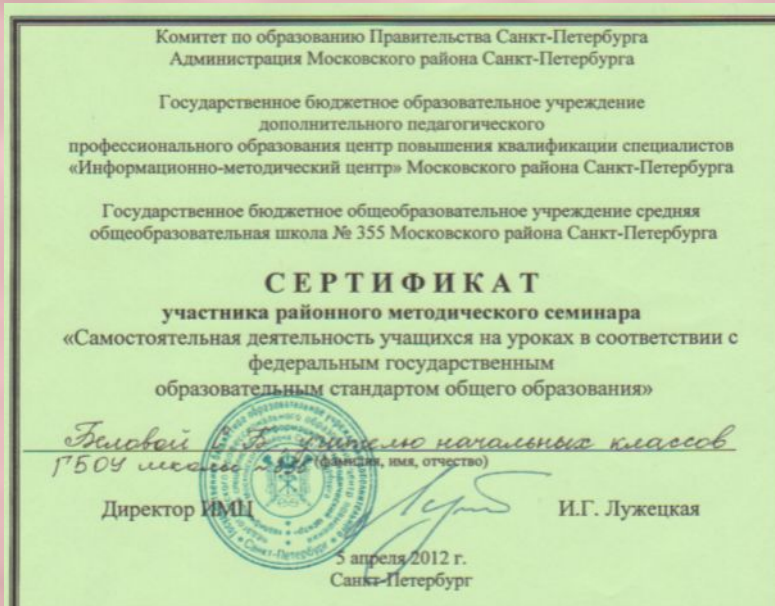 Комитет по образованию Правительства Санкт-Петербурга
Администрация Московского района Санкт-Петербурга
Государственное бюджетное образовательное учреждение
дополнительного педагогического
профессионального образования центр повышения квалификации специалистов
«Информационно-методический центр» Московского района Санкт-Петербурга
Государственное бюджетное общеобразовательное учреждение средняя
общеобразовательная школа № 355 Московского района Санкт-Петербурга
СЕРТИФИКАТ
участника районного методического семинара
«Самостоятельная деятельность учащихся на уроках в соответствии с
федеральным государственным
образовательным стандартом общего образования»
Беловой учителю начальных классов
ГБОУ школы
(фамилия, имя, отчество)
Директор ИМЦ И.Г. Лужецкая
5 апреля 2012 г.
Санкт-Петербург